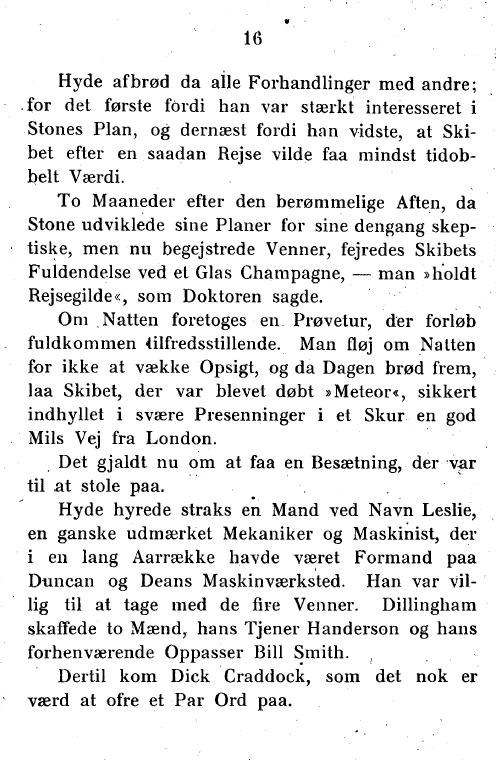 16
Hyde afbrød da alle Forhandlinger med andre;
for det første fordi han var stærkt interesseret i
Stones Plan, og dernæst fordi han vidste, at Ski-
bet efter en saadan Rejse vilde faa mindst tidob-
belt Værdi.
To Maaneder efter den berømmelige Aften, da
Stone udviklede sine Planer for sine dengang skep-
tiske, men nu begejstrede Venner, fejredes Skibets
Fuldendelse ved et Glas Champagne, — man »holdt
Rejsegilde«, som Doktoren sagde.
Om Natten foretoges en Prøvetur, der forløb
fuldkommen tilfredsstillende. Man fløj om Natten
for ikke at vække Opsigt, og da Dagen brød frem,
laa Skibet, der var blevet døbt »Meteor«, sikkert
indhyllet i svære Presenninger i et Skur en god
Mils Vej fra London.
Det gjaldt nu om at faa en Besætning, der var
til at stole paa.
Hyde hyrede straks en Mand ved Navn Leslie,
en ganske udmærket Mekaniker og Maskinist, der
i en lang Aarrække havde været Formand paa
Duncan og Deans Maskinværksted. Han var vil-
lig til at tage med de fire Venner. Dillingham
skaffede to Mænd, hans Tjener Handerson og hans
forhenværende Oppasser Bill Smith.
Dertil kom Dick Craddock, som det nok er
værd at ofre et Par Ord paa.